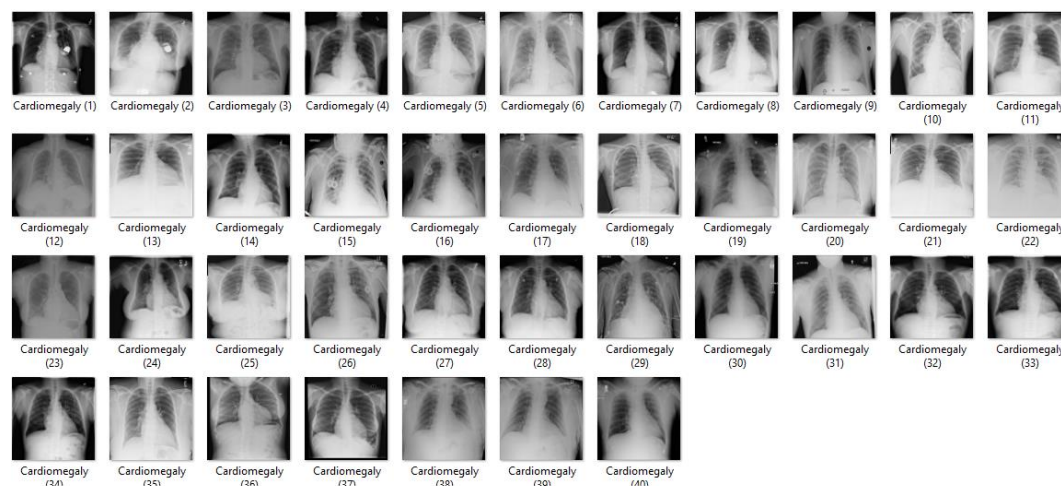 Cardiomegaly (1) Cardiomegaly (2) Cardiomegaly (3) Cardiomegaly (4) Cardiomegaly (5) Cardiomegaly (6) Cardiomegaly (7) Cardiomegaly (8) Cardiomegaly (9) Cardiomegaly Cardiomegaly
(10) (11)
Cardiomegaly Cardiomegaly Cardiomegaly Cardiomegaly Cardiomegaly Cardiomegaly Cardiomegaly Cardiomegaly Cardiomegaly Cardiomegaly Cardiomegaly
(12) (13) (14) (15) (16) (17) (18) (19) (20) (21) (22)
Cardiomegaly Cardiomegaly Cardiomegaly Cardiomegaly Cardiomegaly Cardiomegaly Cardiomegaly Cardiomegaly Cardiomegaly Cardiomegaly Cardiomegaly
(23) (24) (25) (26) (27) (28) (29) (30) (31) (32) (33)
Cardiomegaly Cardiomegaly Cardiomegaly Cardiomegaly Cardiomegaly Cardiomegaly Cardiomegaly
(34) (35) (36) (37) (38) (39) (40)